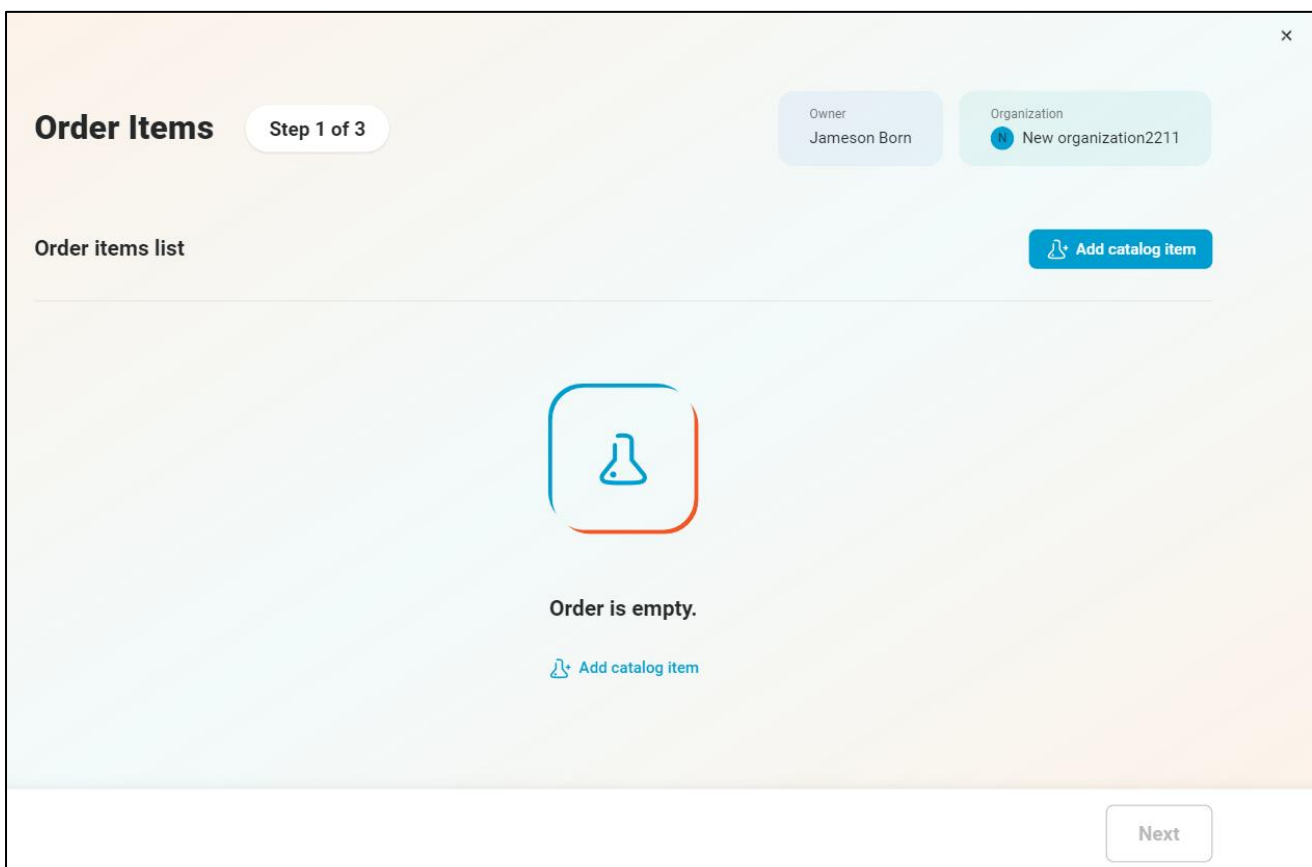 ×
Order Items
Step 1 of 3
Owner
Jameson Born
Organization
N New organization2211
Order items list
Add catalog item
Order is empty.
Add catalog item
Next